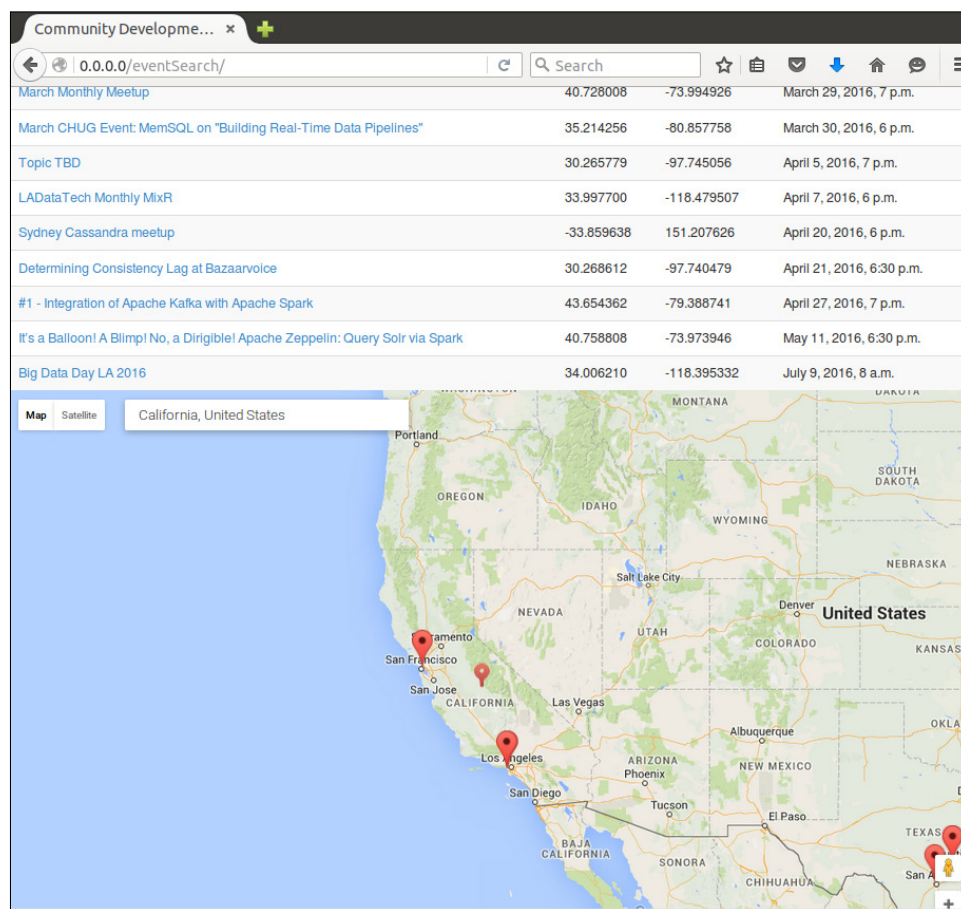 Community Developme... ×
0.0.0.0/eventSearch/
Search
March Monthly Meetup 40.728008 -73.994926 March 29, 2016, 7 p.m.
March CHUG Event: MemSQL on "Building Real-Time Data Pipelines" 35.214256 -80.857758 March 30, 2016, 6 p.m.
Topic TBD 30.265779 -97.745056 April 5, 2016, 7 p.m.
LADataTech Monthly MixR 33.997700 -118.479507 April 7, 2016, 6 p.m.
Sydney Cassandra meetup -33.859638 151.207626 April 20, 2016, 6 p.m.
Determining Consistency Lag at Bazaarvoice 30.268612 -97.740479 April 21, 2016, 6:30 p.m.
#1 - Integration of Apache Kafka with Apache Spark 43.654362 -79.388741 April 27, 2016, 7 p.m.
It's a Balloon! A Blimp! No, a Dirigible! Apache Zeppelin: Query Solr via Spark 40.758808 -73.973946 May 11, 2016, 6:30 p.m.
Big Data Day LA 2016 34.006210 -118.395332 July 9, 2016, 8 a.m.
Map Satellite California, United States
MONTANA
Portland
SOUTH
DAKOTA
OREGON
IDAHO
WYOMING
NEBRASKA
Salt Lake City
NEVADA
Denver
United States
UTAH
COLORADO
KANSAS
San Francisco
San Jose
CALIFORNIA
Las Vegas
Albuquerque
OKLA
Los Angeles
ARIZONA
NEW MEXICO
Phoenix
San Diego
Tucson
El Paso
TEXAS
BAJA
CALIFORNIA
SONORA
San A
CHIHUAHUA
+